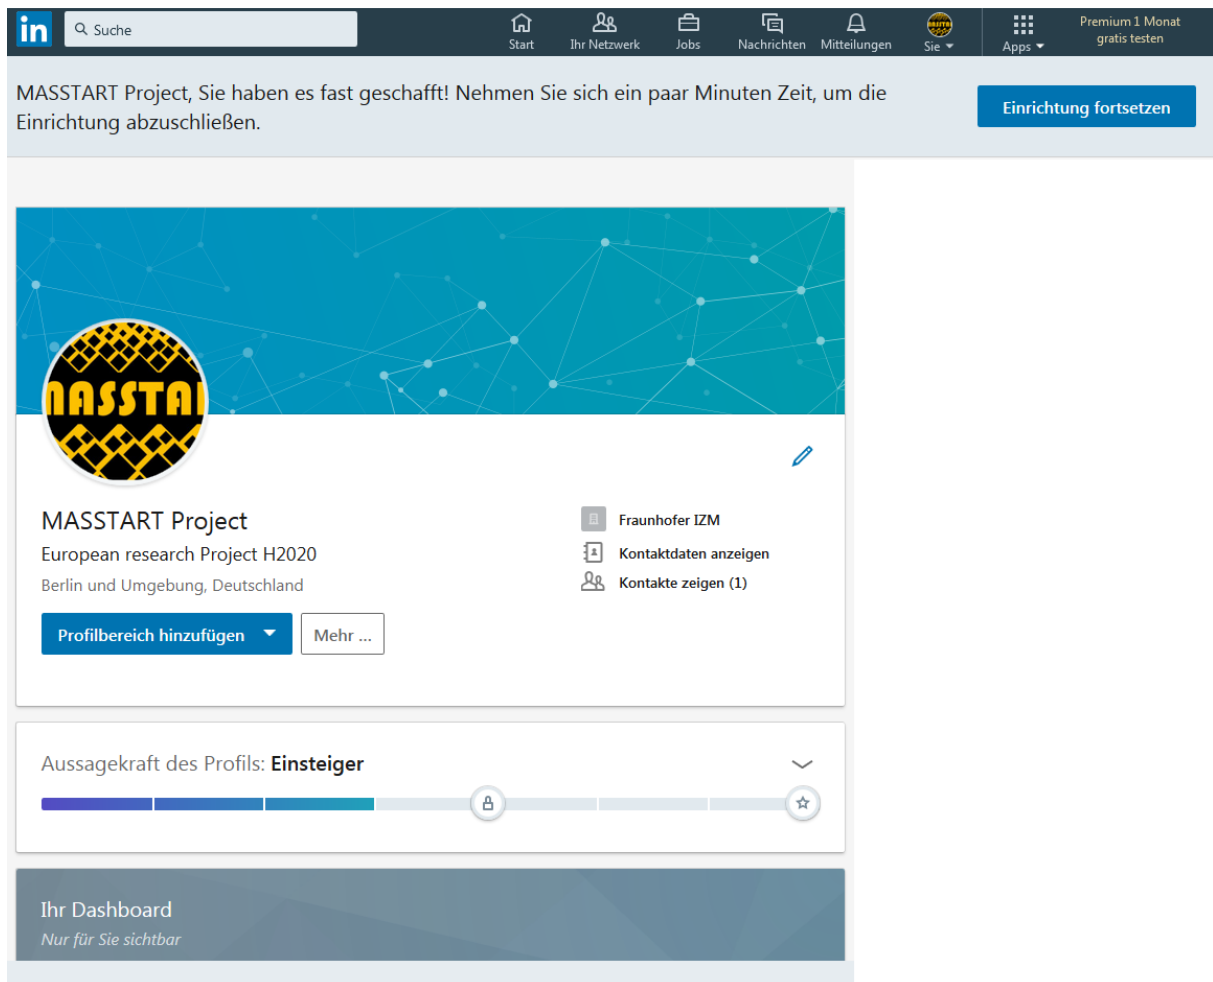 in
Suche
Start
Ihr Netzwerk
Jobs
Nachrichten
Mitteilungen
Sie
Apps
Premium 1 Monat
gratis testen
MASSTART Project, Sie haben es fast geschafft! Nehmen Sie sich ein paar Minuten Zeit, um die
Einrichtung abzuschließen.
Einrichtung fortsetzen
MASSTART Project
European research Project H2020
Berlin und Umgebung, Deutschland
Profilbereich hinzufügen
Mehr ...
Fraunhofer IZM
Kontaktdaten anzeigen
Kontakte zeigen (1)
Aussagekraft des Profils: Einsteiger
Ihr Dashboard
Nur für Sie sichtbar